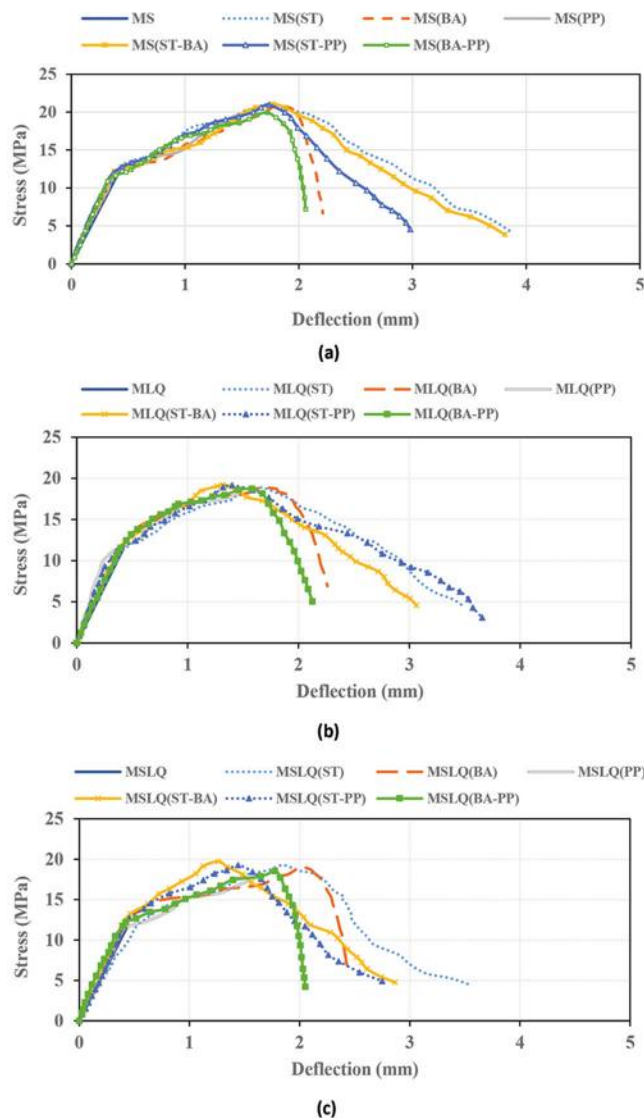 MS MS(ST) MS(BA) MS(PP)
MS(ST-BA) MS(ST-PP) MS(BA-PP)
25
20
15
10
5
0
Stress (MPa)
0 1 2 3 4 5
Deflection (mm)
(a)
MLQ MLQ(ST) MLQ(BA) MLQ(PP)
MLQ(ST-BA) MLQ(ST-PP) MLQ(BA-PP)
25
20
15
10
5
0
Stress (MPa)
0 1 2 3 4 5
Deflection (mm)
(b)
MSLQ MSLQ(ST) MSLQ(BA) MSLQ(PP)
MSLQ(ST-BA) MSLQ(ST-PP) MSLQ(BA-PP)
25
20
15
10
5
0
Stress (MPa)
0 1 2 3 4 5
Deflection (mm)
(c)